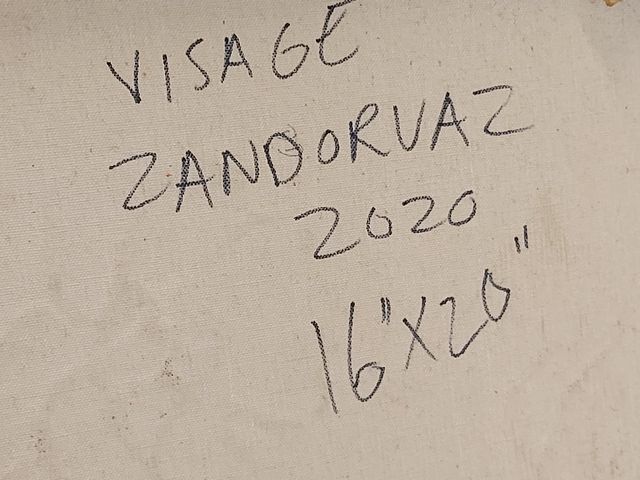 VISAGE
ZANDORVAZ
2020
16"X20"